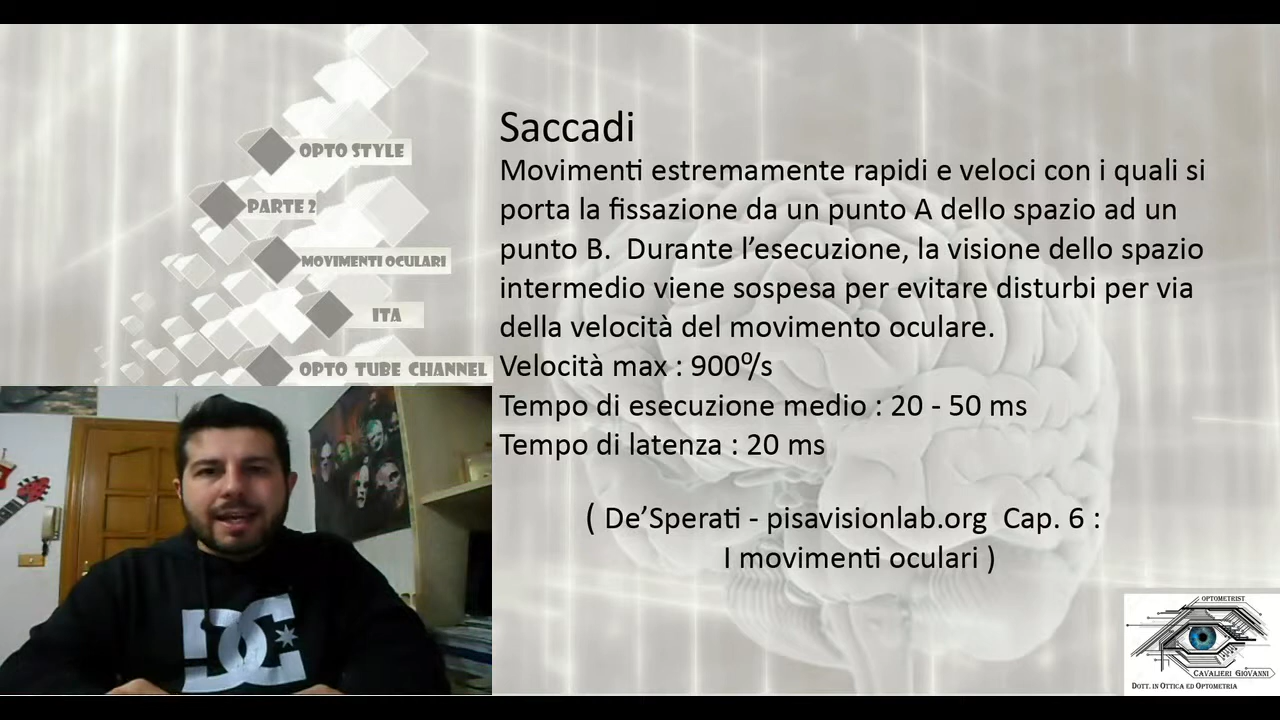 OPTO STYLE
PARTE 2
MOVIMENTI OCULARI
ITA
OPTO TUBE CHANNEL
Saccadi
Movimenti estremamente rapidi e veloci con i quali si
porta la fissazione da un punto A dello spazio ad un
punto B. Durante l’esecuzione, la visione dello spazio
intermedio viene sospesa per evitare disturbi per via
della velocità del movimento oculare.
Velocità max : 900⁰/s
Tempo di esecuzione medio : 20 - 50 ms
Tempo di latenza : 20 ms
( De’Sperati - pisavisionlab.org Cap. 6 :
I movimenti oculari )
DC
OPTOMETRIST
CAVALIERI GIOVANNI
DOTT. IN OTTICA ED OPTOMETRIA